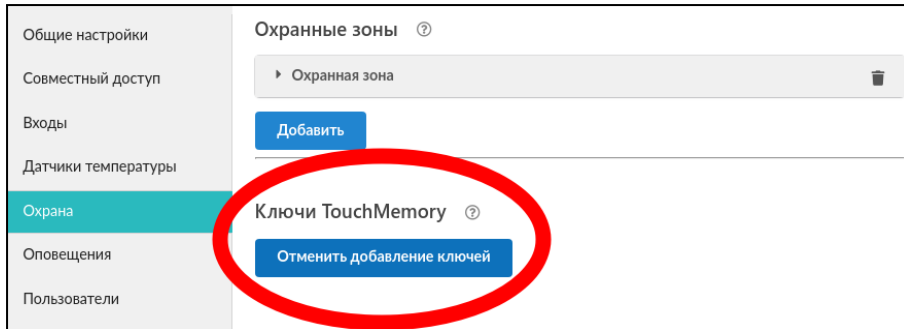 Общие настройки
Совместный доступ
Входы
Датчики температуры
Охрана
Оповещения
Пользователи
Охранные зоны ?
Охранная зона
Добавить
Ключи TouchMemory ?
Отменить добавление ключей